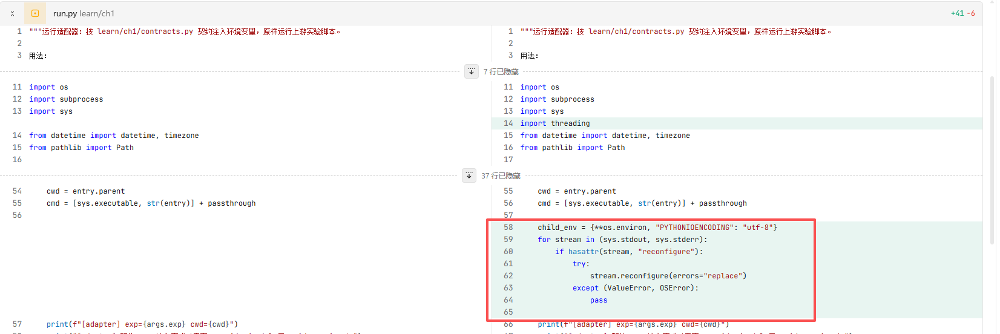 run.py learn/ch1
+41 -6
1 """运行适配器：按 learn/ch1/contracts.py 契约注入环境变量，原样运行上游实验脚本。
2
3 用法：
7 行已隐藏
11 import os
12 import subprocess
13 import sys
14 from datetime import datetime, timezone
15 from pathlib import Path
16
37 行已隐藏
54 cwd = entry.parent
55 cmd = [sys.executable, str(entry)] + passthrough
56
57 print(f"[adapter] exp={args.exp} cwd={cwd}")
1 """运行适配器：按 learn/ch1/contracts.py 契约注入环境变量，原样运行上游实验脚本。
2
3 用法：
11 import os
12 import subprocess
13 import sys
14 import threading
15 from datetime import datetime, timezone
16 from pathlib import Path
17
55 cwd = entry.parent
56 cmd = [sys.executable, str(entry)] + passthrough
57
58 child_env = {**os.environ, "PYTHONIOENCODING": "utf-8"}
59 for stream in (sys.stdout, sys.stderr):
60 if hasattr(stream, "reconfigure"):
61 try:
62 stream.reconfigure(errors="replace")
63 except (ValueError, OSError):
64 pass
65
66 print(f"[adapter] exp={args.exp} cwd={cwd}")